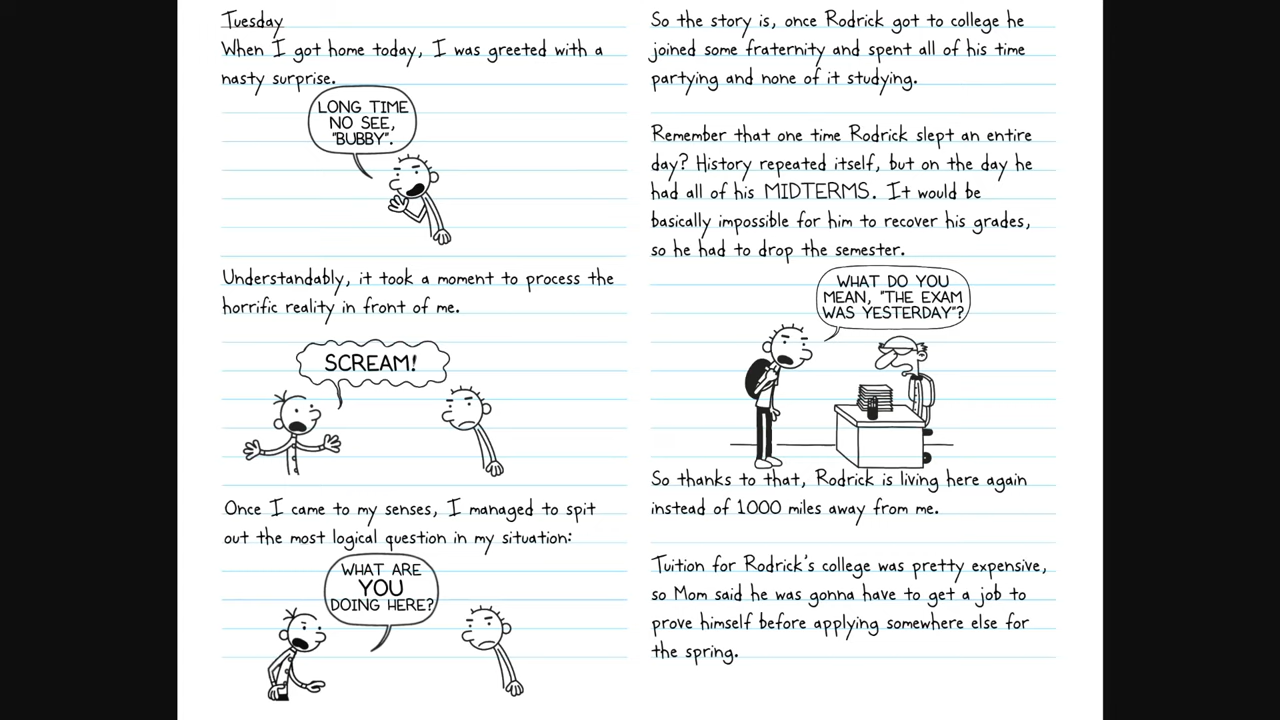 Tuesday
When I got home today, I was greeted with a
nasty surprise.
LONG TIME
NO SEE,
"BUBBY".
Understandably, it took a moment to process the
horrific reality in front of me.
SCREAM!
Once I came to my senses, I managed to spit
out the most logical question in my situation:
WHAT ARE
YOU
DOING HERE?
So the story is, once Rodrick got to college he
joined some fraternity and spent all of his time
partying and none of it studying.
Remember that one time Rodrick slept an entire
day? History repeated itself, but on the day he
had all of his MIDTERMS. It would be
basically impossible for him to recover his grades,
so he had to drop the semester.
WHAT DO YOU
MEAN, "THE EXAM
WAS YESTERDAY"?
So thanks to that, Rodrick is living here again
instead of 1000 miles away from me.
Tuition for Rodrick's college was pretty expensive,
so Mom said he was gonna have to get a job to
prove himself before applying somewhere else for
the spring.